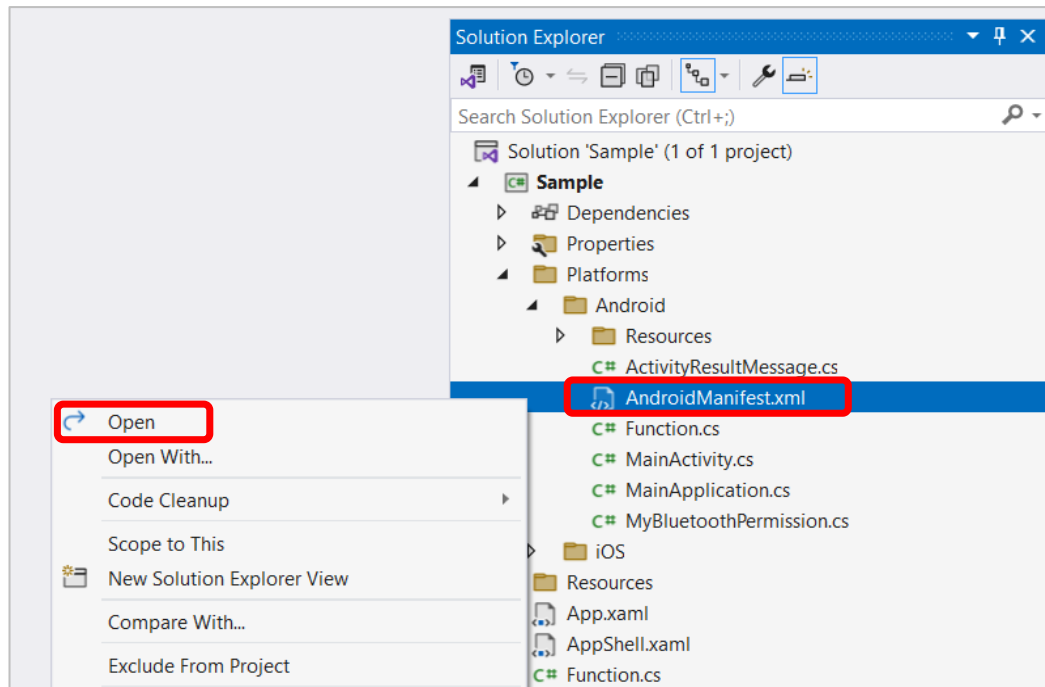 Solution Explorer
Search Solution Explorer (Ctrl+;)
Solution 'Sample' (1 of 1 project)
C# Sample
Dependencies
Properties
Platforms
Android
Resources
C# ActivityResultMessage.cs
AndroidManifest.xml
C# Function.cs
C# MainActivity.cs
C# MainApplication.cs
C# MyBluetoothPermission.cs
iOS
Resources
App.xaml
AppShell.xaml
C# Function.cs
Open
Open With...
Code Cleanup
Scope to This
New Solution Explorer View
Compare With...
Exclude From Project